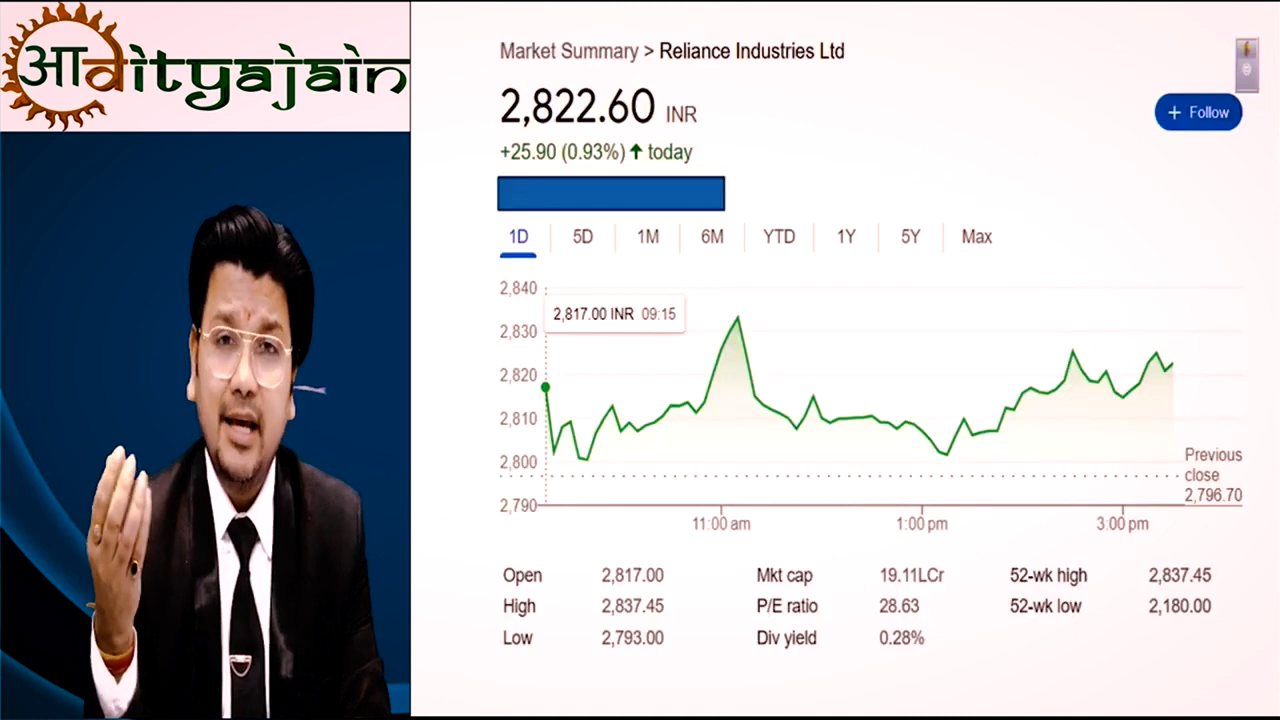 आdityajain
Market Summary > Reliance Industries Ltd
2,822.60 INR
+25.90 (0.93%) ↑ today
+ Follow
1D 5D 1M 6M YTD 1Y 5Y Max
2,840
2,817.00 INR 09:15
2,830
2,820
2,810
2,800
Previous
close
2,796.70
2,790
11:00 am 1:00 pm 3:00 pm
Open 2,817.00 Mkt cap 19.11LCr 52-wk high 2,837.45
High 2,837.45 P/E ratio 28.63 52-wk low 2,180.00
Low 2,793.00 Div yield 0.28%